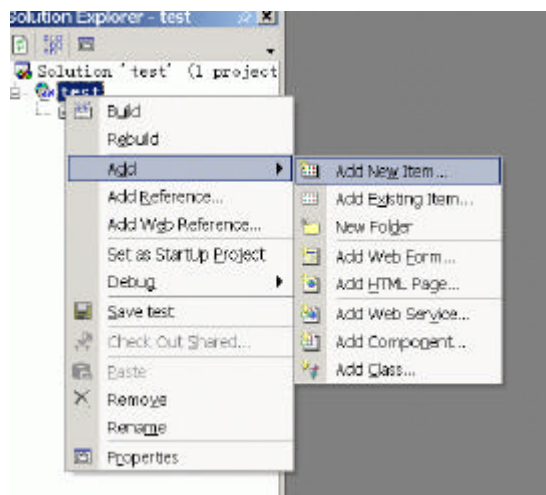 Solution Explorer - test
Solution 'test' (1 project
test
Build
Rebuild
Add
Add Reference...
Add Web Reference...
Set as StartUp Project
Debug
Save test
Check Out Shared...
Paste
Remove
Rename
Properties
Add New Item...
Add Existing Item...
New Folder
Add Web Form...
Add HTML Page...
Add Web Service...
Add Component...
Add Class...